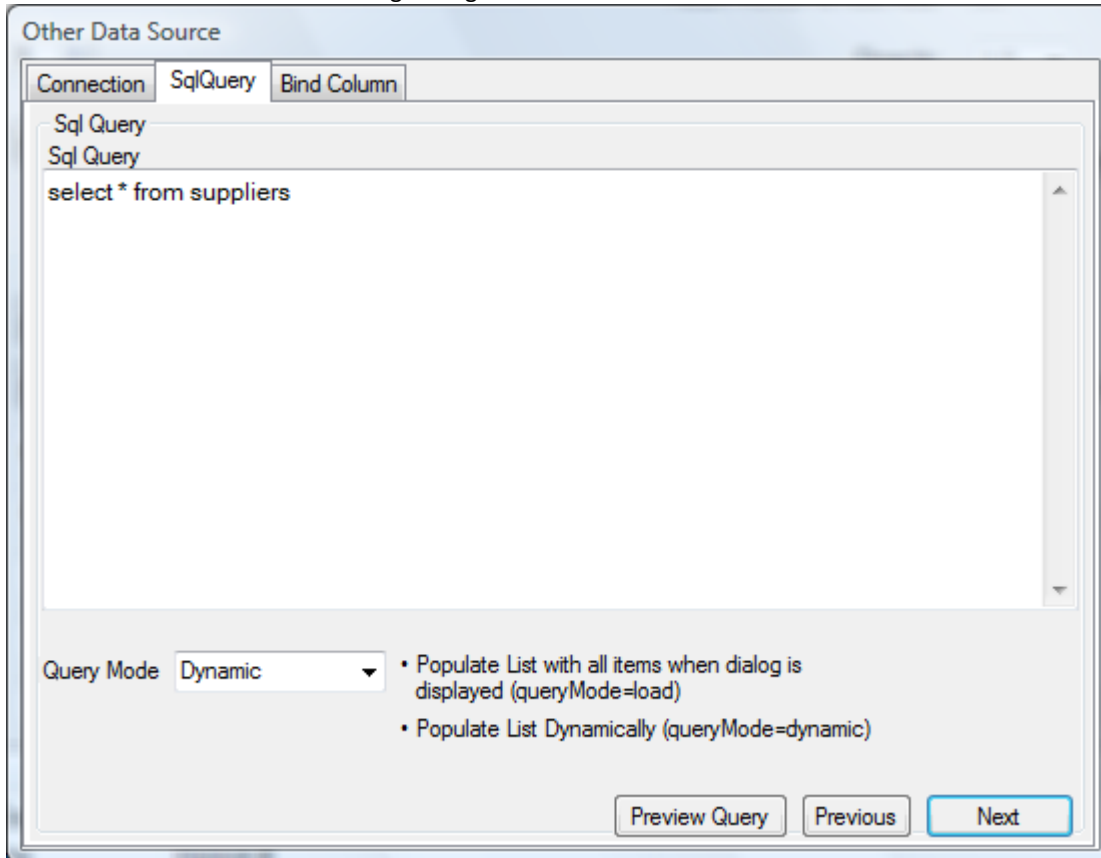 Other Data Source
Connection SqlQuery Bind Column
Sql Query
Sql Query
select * from suppliers
Query Mode Dynamic
• Populate List with all items when dialog is
displayed (queryMode=load)
• Populate List Dynamically (queryMode=dynamic)
Preview Query Previous Next